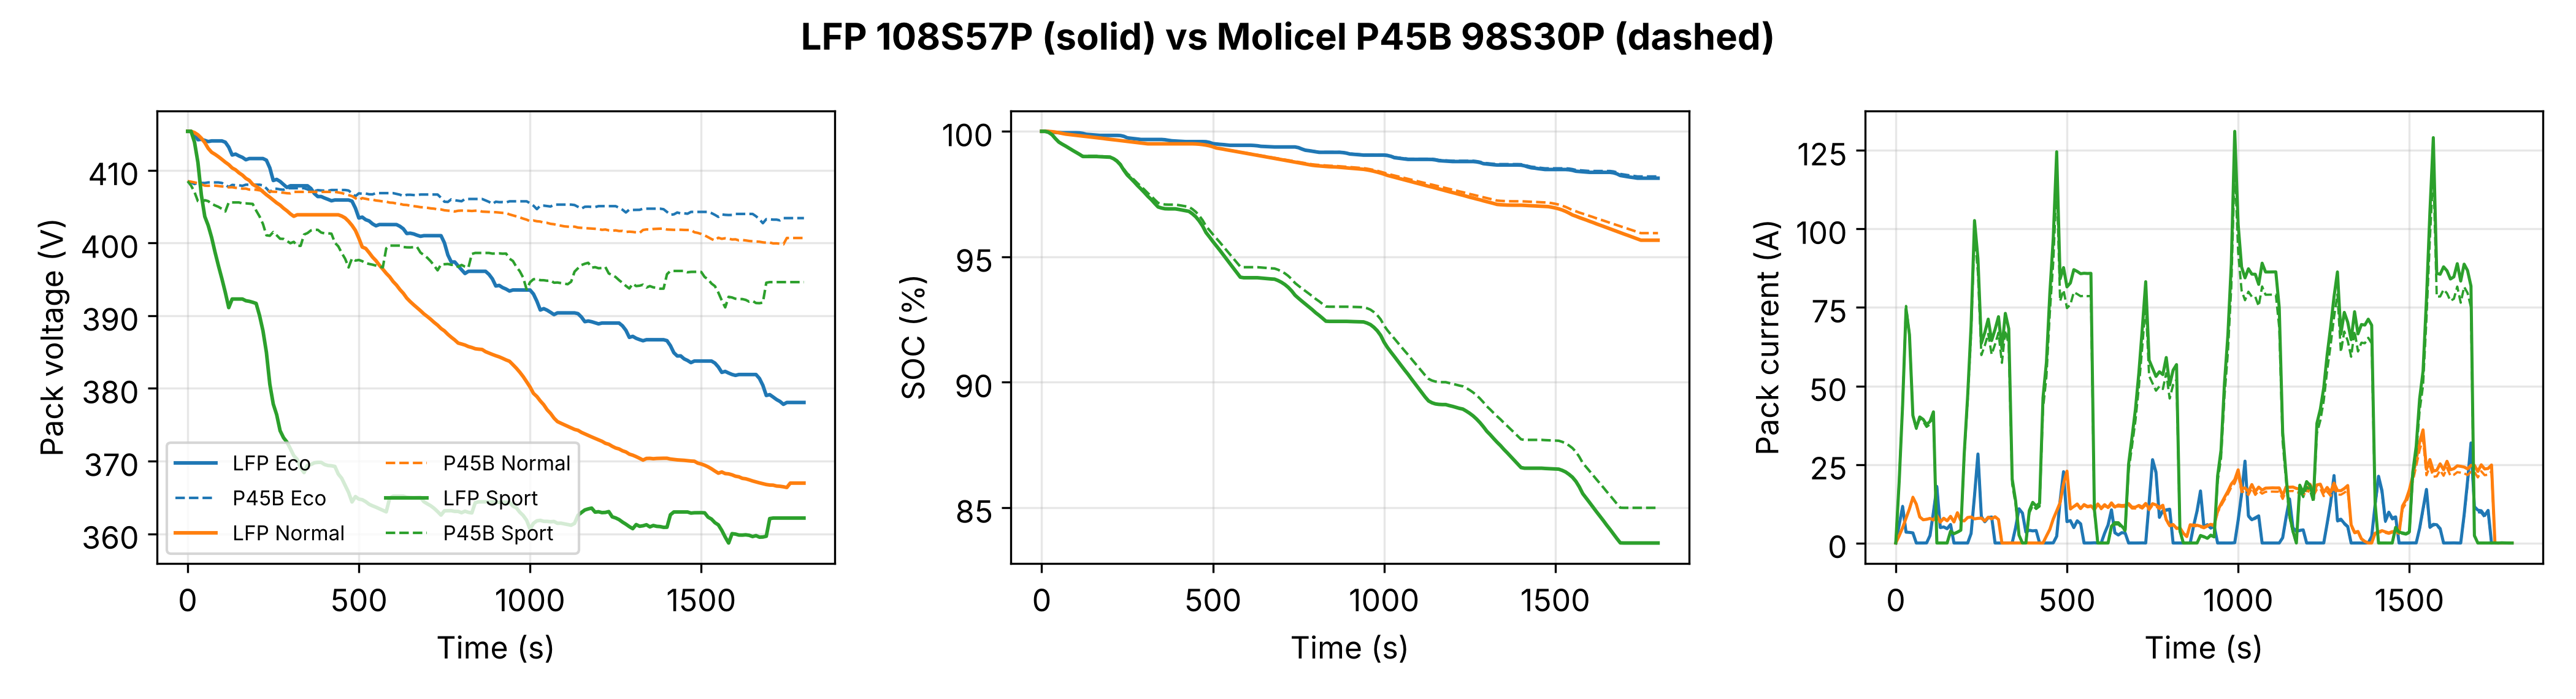 LFP 108S57P (solid) vs Molicel P45B 98S30P (dashed)
Pack voltage (V)
410
400
390
380
370
360
0 500 1000 1500
Time (s)
LFP Eco
P45B Eco
LFP Normal
P45B Normal
LFP Sport
P45B Sport
SOC (%)
100
95
90
85
0 500 1000 1500
Time (s)
Pack current (A)
125
100
75
50
25
0
0 500 1000 1500
Time (s)